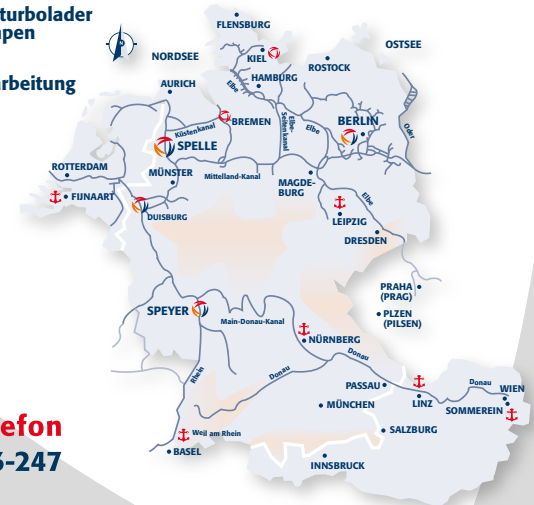 turbolader
FLENSBURG
OSTSEE
NORDSEE
KIEL
ROSTOCK
HAMBURG
arbeitung
AURICH
Elbe
Küstenkanal
BREMEN
Elbe-
Seitenkanal
Elbe
BERLIN
Oder
SPELLE
ROTTERDAM
MÜNSTER
Mittelland-Kanal
MAGDE-
BURG
FIJNAART
DUISBURG
Elbe
LEIPZIG
DRESDEN
PRAHA
(PRAG)
SPEYER
Main-Donau-Kanal
PLZEN
(PILSEN)
NÜRNBERG
Donau
Rhein
Donau
PASSAU
Donau
WIEN
MÜNCHEN
LINZ
SOMMEREIN
efon
Weil am Rhein
SALZBURG
BASEL
-247
INNSBRUCK